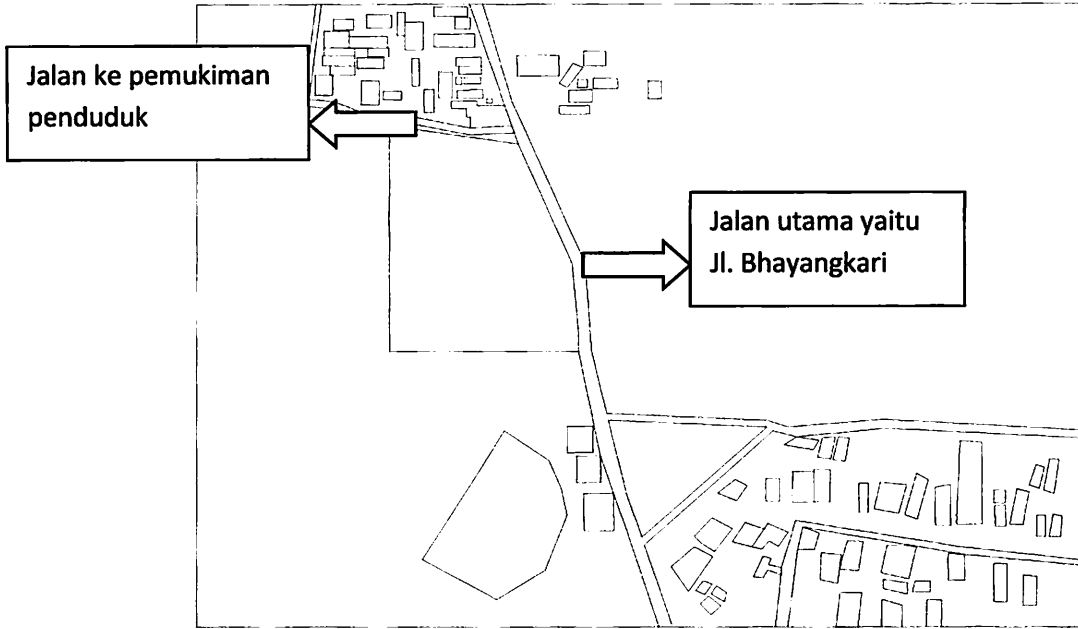 Jalan ke pemukiman
penduduk
Jalan utama yaitu
Jl. Bhayangkari